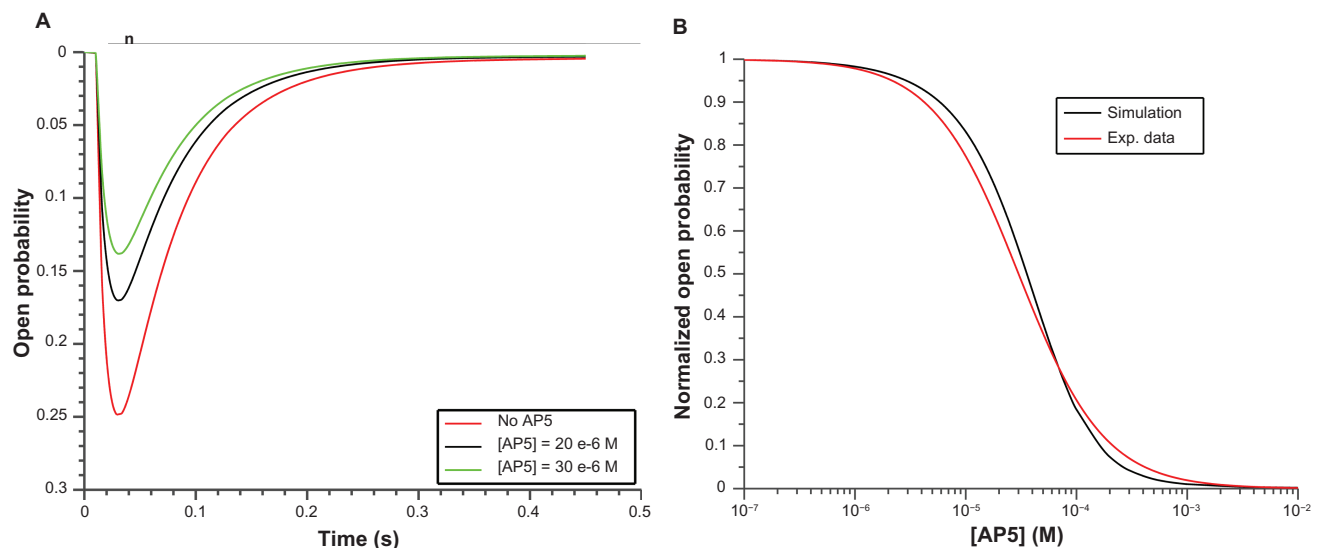 A
n
0
0.05
0.1
0.15
0.2
0.25
0.3
Open probability
0
0.1
0.2
0.3
0.4
0.5
Time (s)
No AP5
[AP5] = 20 e-6 M
[AP5] = 30 e-6 M
B
1
0.9
0.8
0.7
0.6
0.5
0.4
0.3
0.2
0.1
0
Normalized open probability
Simulation
Exp. data
10⁻⁷
10⁻⁶
10⁻⁵
10⁻⁴
10⁻³
10⁻²
[AP5] (M)